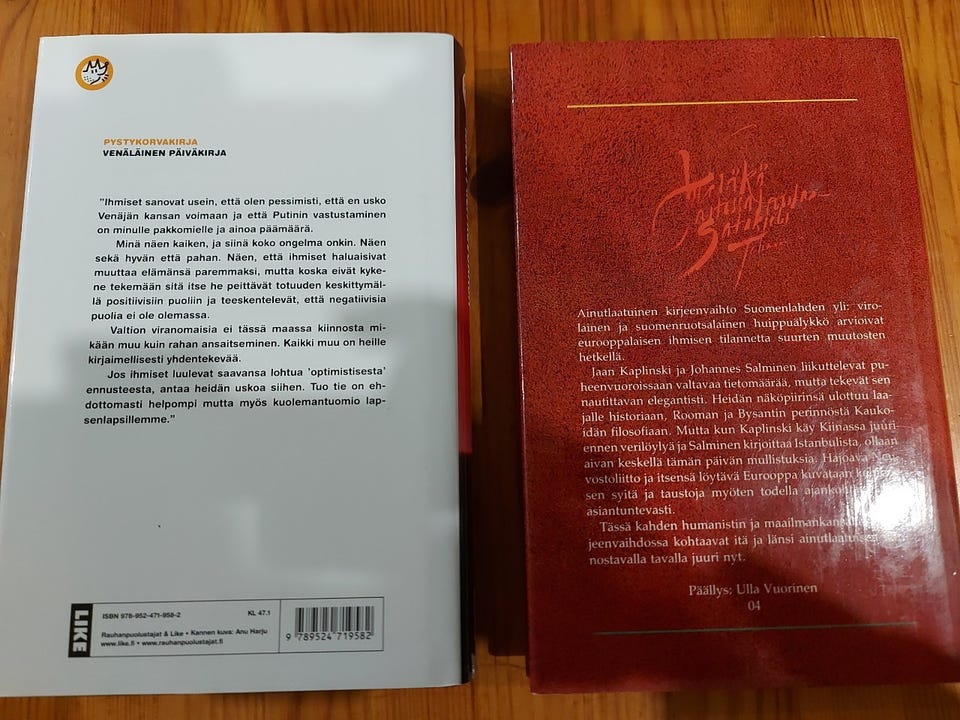 PYSTYKORVAKIRJA
VENÄLÄINEN PÄIVÄKIRJA
"Ihmiset sanovat usein, että olen pessimisti, että en usko
Venäjän kansan voimaan ja että Putinin vastustaminen
on minulle pakkomielle ja ainoa päämäärä.
Minä näen kaiken, ja siinä koko ongelma onkin. Näen
sekä hyvän että pahan. Näen, että ihmiset haluaisivat
muuttaa elämänsä paremmaksi, mutta koska eivät kyke-
ne tekemään sitä itse he peittävät totuuden keskittymäl-
lä positiivisiin puoliin ja teeskentelevät, että negatiivisia
puolia ei ole olemassa.
Valtion viranomaisia ei tässä maassa kiinnosta mi-
kään muu kuin rahan ansaitseminen. Kaikki muu on heille
kirjaimellisesti yhdentekevää.
Jos ihmiset luulevat saavansa lohtua 'optimistisesta'
ennusteesta, antaa heidän uskoa siihen. Tuo tie on eh-
dottomasti helpompi mutta myös kuolemantuomio lap-
senlapsillemme."
LIKE
ISBN 978-952-471-958-2 KL 47.1
Rauhanpuolustajat & Like • Kannen kuva: Anu Harju
www.like.fi • www.rauhanpuolustajat.fi
9 789524 719582
Ainutlaatuinen kirjeenvaihto Suomenlahden yli: viro-
lainen ja suomenruotsalainen huippuälykkö arvioivat
eurooppalaisen ihmisen tilannetta suurten muutosten
hetkellä.
Jaan Kaplinski ja Johannes Salminen liikuttelevat pu-
heenvuoroissaan valtavaa tietomäärää, mutta tekevät sen
nautittavan elegantisti. Heidän näköpiirinsä ulottuu laa-
jalle historiaan, Rooman ja Bysantin perinnöstä Kauko-
idän filosofiaan. Mutta kun Kaplinski käy Kiinassa juuri
ennen verilöylyä ja Salminen kirjoittaa Istanbulista, ollaan
aivan keskellä tämän päivän mullistuksia. Hajoava Neu-
vostoliitto ja itsensä löytävä Eurooppa kuvataan
sen syitä ja taustoja myöten todella
asiantuntevasti.
Tässä kahden humanistin ja
jeenvaihdossa kohtaavat itä ja länsi
nostavalla tavalla juuri nyt.
Päällys: Ulla Vuorinen
04